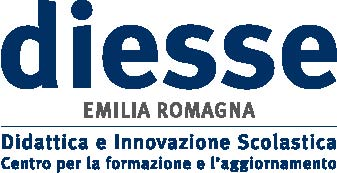 diesse
EMILIA ROMAGNA
Didattica e Innovazione Scolastica
Centro per la formazione e l'aggiornamento